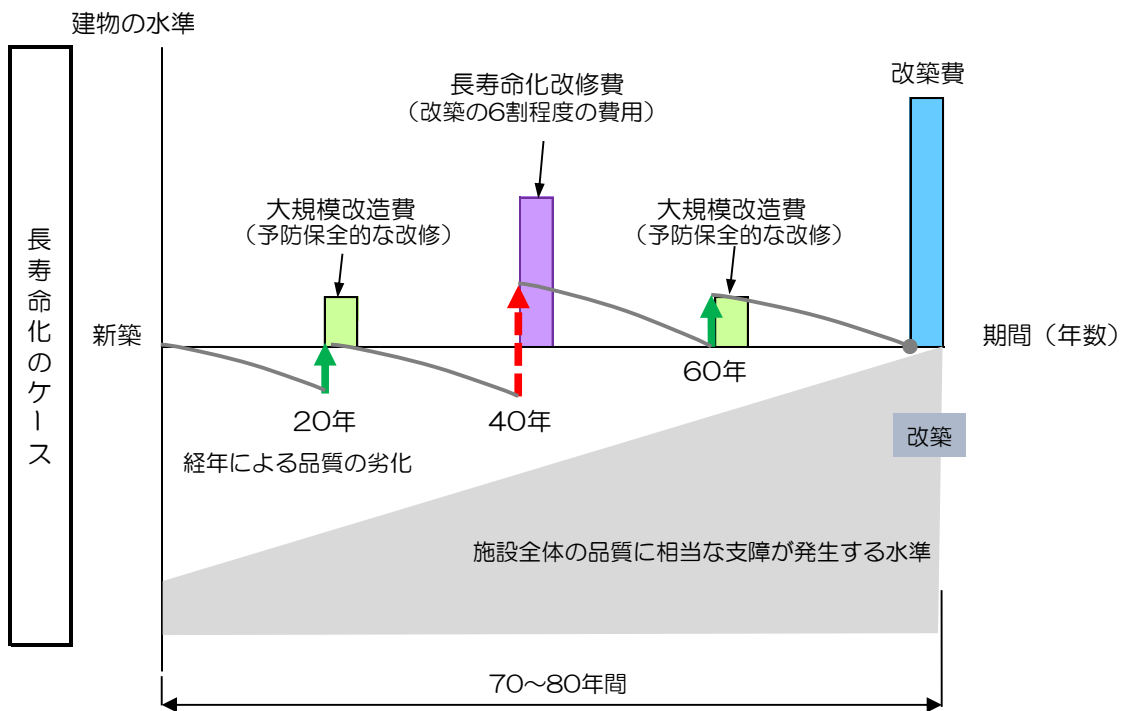 建物の水準
長寿命化のケース
改築費
長寿命化改修費
（改築の6割程度の費用）
大規模改造費
（予防保全的な改修）
大規模改造費
（予防保全的な改修）
新築
期間（年数）
20年
40年
60年
改築
経年による品質の劣化
施設全体の品質に相当な支障が発生する水準
70～80年間